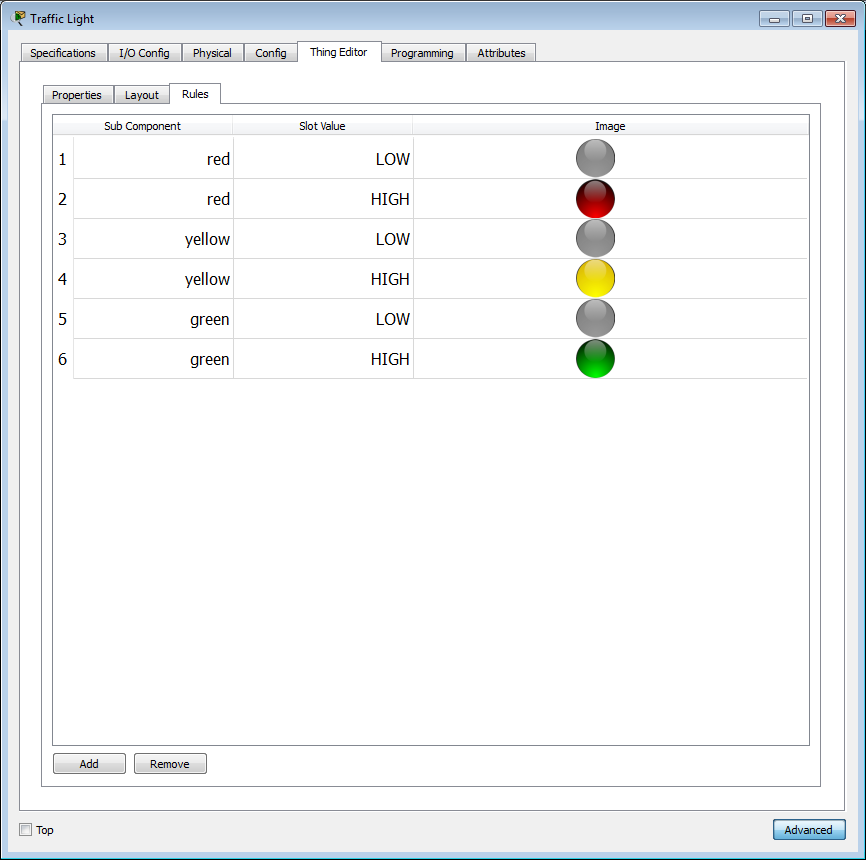 Traffic Light
Specifications I/O Config Physical Config Thing Editor Programming Attributes
Properties Layout Rules
Sub Component Slot Value Image
1 red LOW
2 red HIGH
3 yellow LOW
4 yellow HIGH
5 green LOW
6 green HIGH
Add Remove
Top Advanced